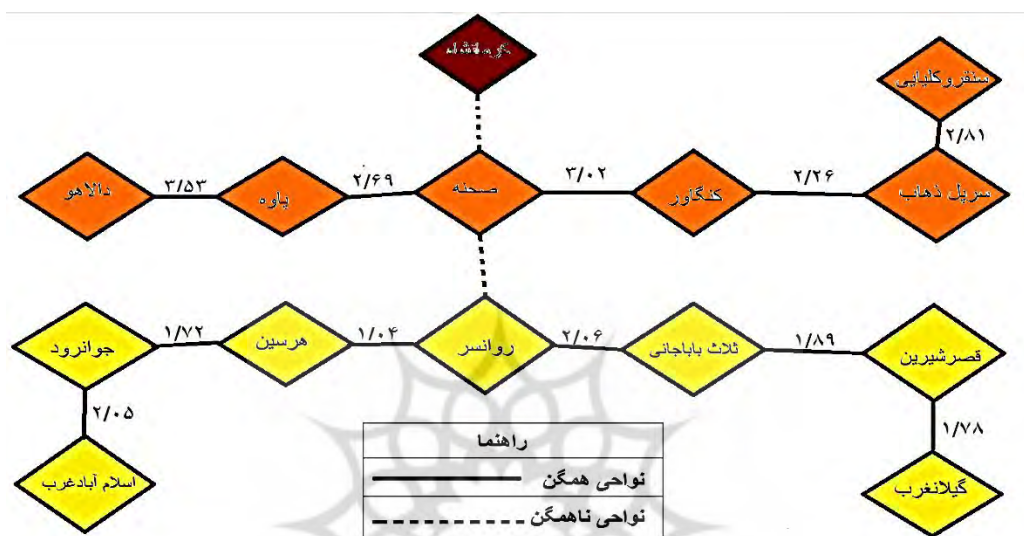 کرمانشاه
سنقروکلیایی
۲/۸۱
سرپل ذهاب
۲/۲۶
کنگاور
۳/۰۲
صحنه
۲/۶۹
پاوه
۳/۵۳
دالاهو
قصرشیرین
۱/۸۹
ثلاث باباجانی
۲/۰۶
روانسر
۱/۰۴
هرسین
۱/۷۲
جوانرود
۱/۷۸
۲/۰۵
گیلانغرب
اسلام آبادغرب
راهنما
نواحی همگن
نواحی ناهمگن